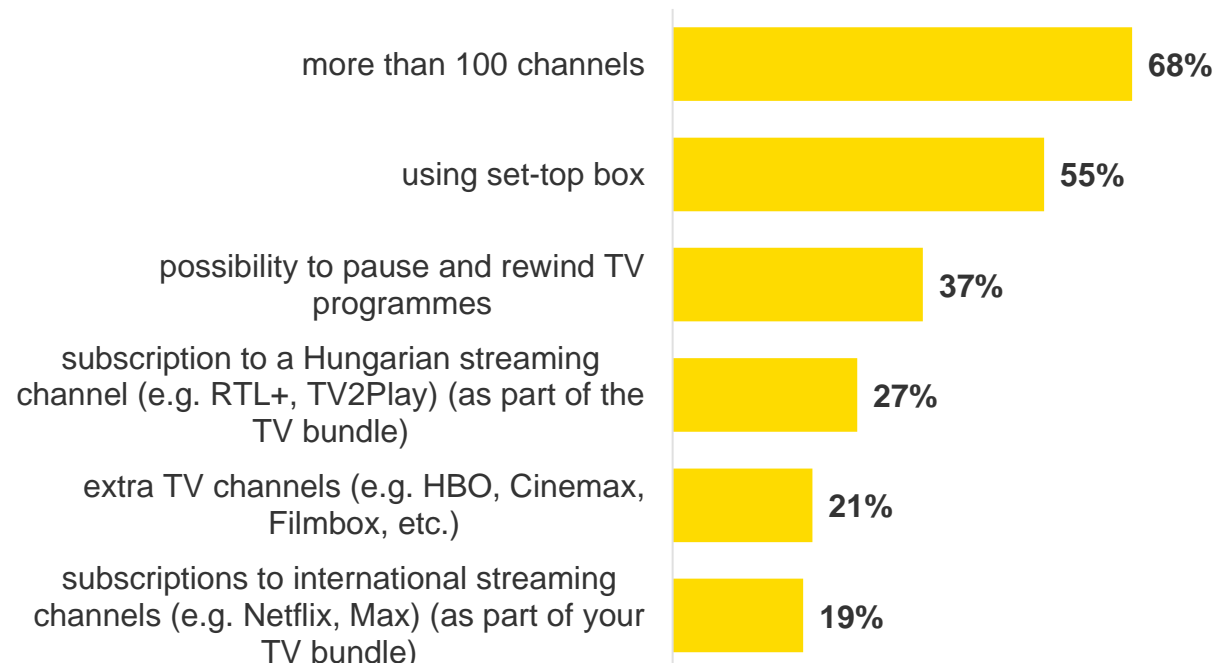 more than 100 channels
68%
using set-top box
55%
possibility to pause and rewind TV
programmes
37%
subscription to a Hungarian streaming
channel (e.g. RTL+, TV2Play) (as part of the
TV bundle)
27%
extra TV channels (e.g. HBO, Cinemax,
Filmbox, etc.)
21%
subscriptions to international streaming
channels (e.g. Netflix, Max) (as part of your
TV bundle)
19%